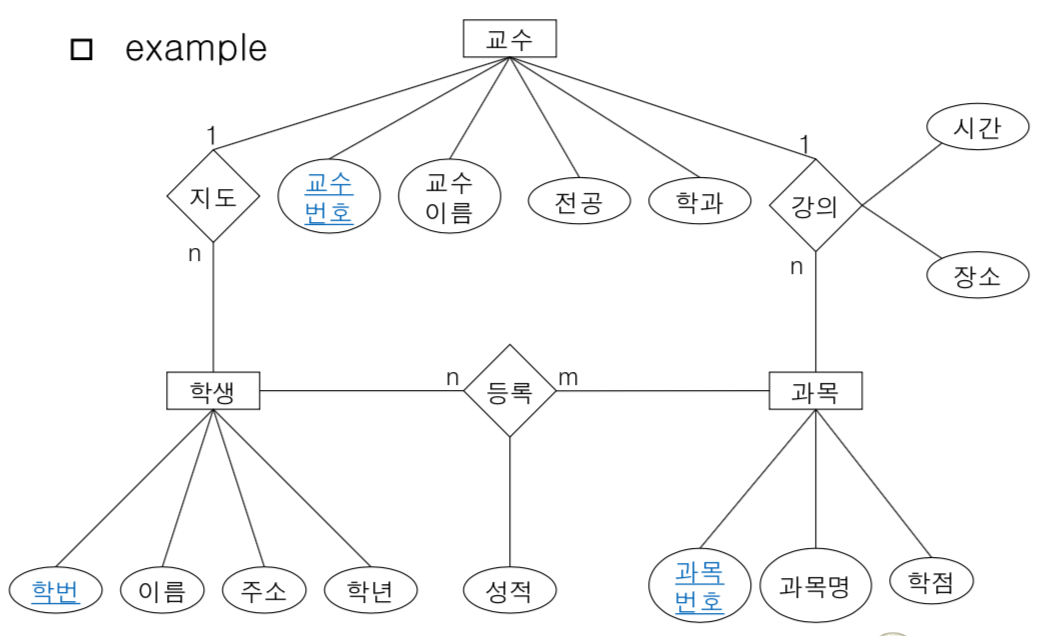 □ example
교수
1
1
시간
지도
교수
번호
교수
이름
전공
학과
강의
n
n
장소
학생
n
등록
m
과목
학번
이름
주소
학년
성적
과목
번호
과목명
학점